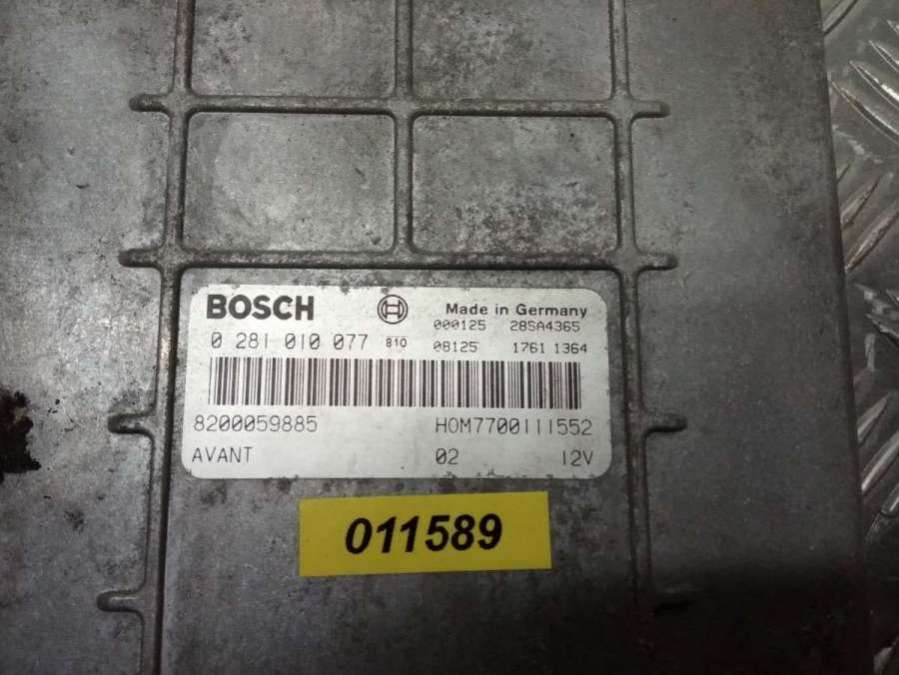 BOSCH Made in Germany
0 281 010 077 810 000125 28SA4365
08125 1761 1364
8200059885 HOM7700111552
AVANT 02 12V
011589